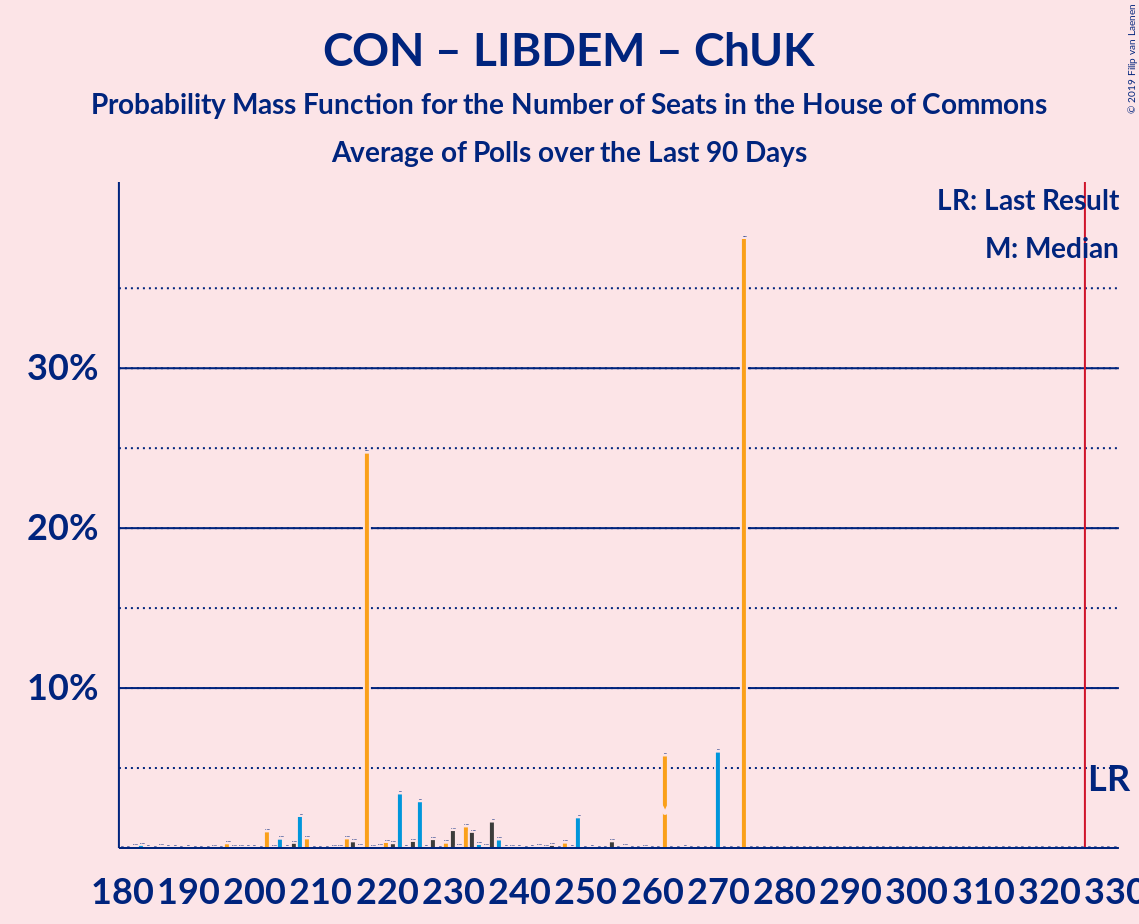 CON – LIBDEM – ChUK
Probability Mass Function for the Number of Seats in the House of Commons
Average of Polls over the Last 90 Days
© 2019 Filip van Laenen
LR: Last Result
M: Median
30%
20%
10%
LR
180 190 200 210 220 230 240 250 260 270 280 290 300 310 320 330